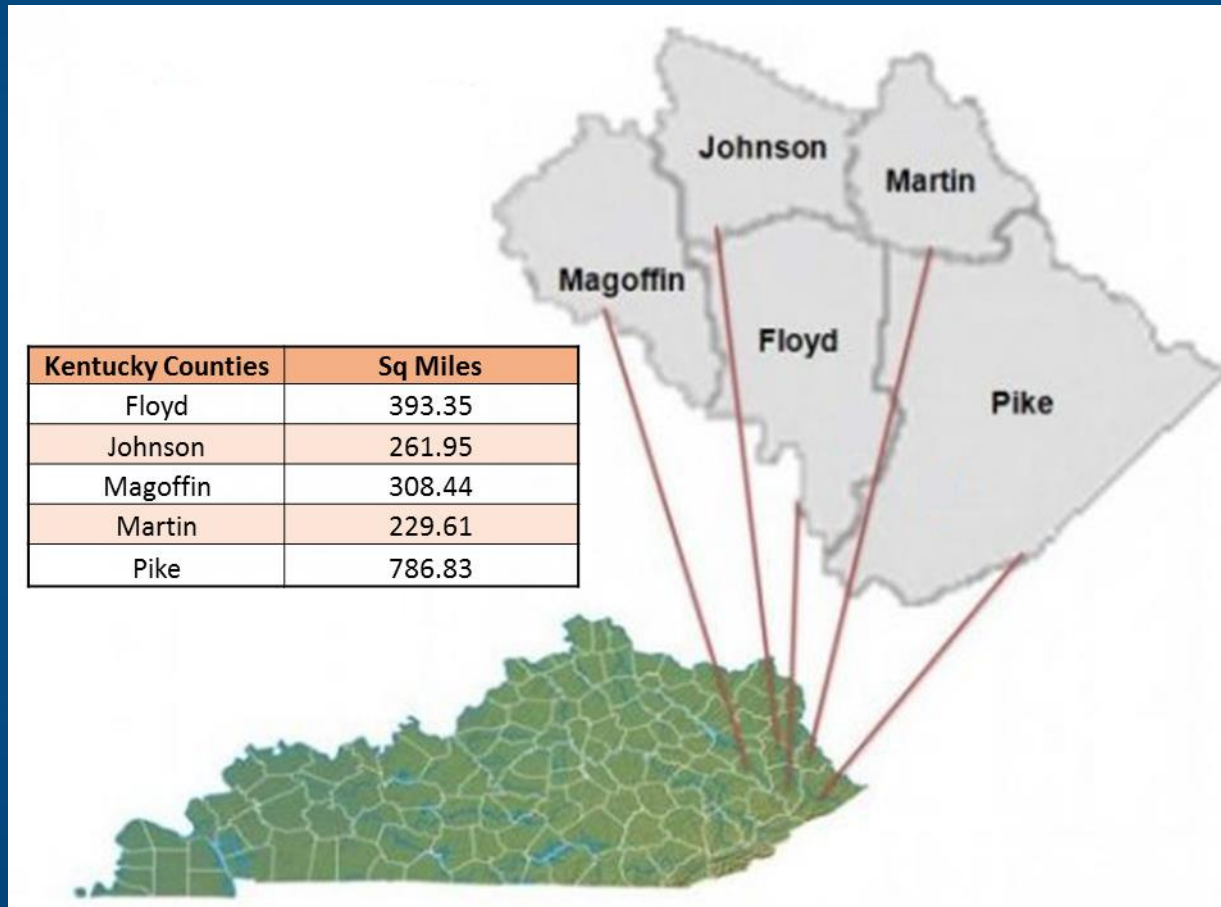 Johnson
Martin
Magoffin
Floyd
Pike
Kentucky Counties Sq Miles
Floyd 393.35
Johnson 261.95
Magoffin 308.44
Martin 229.61
Pike 786.83